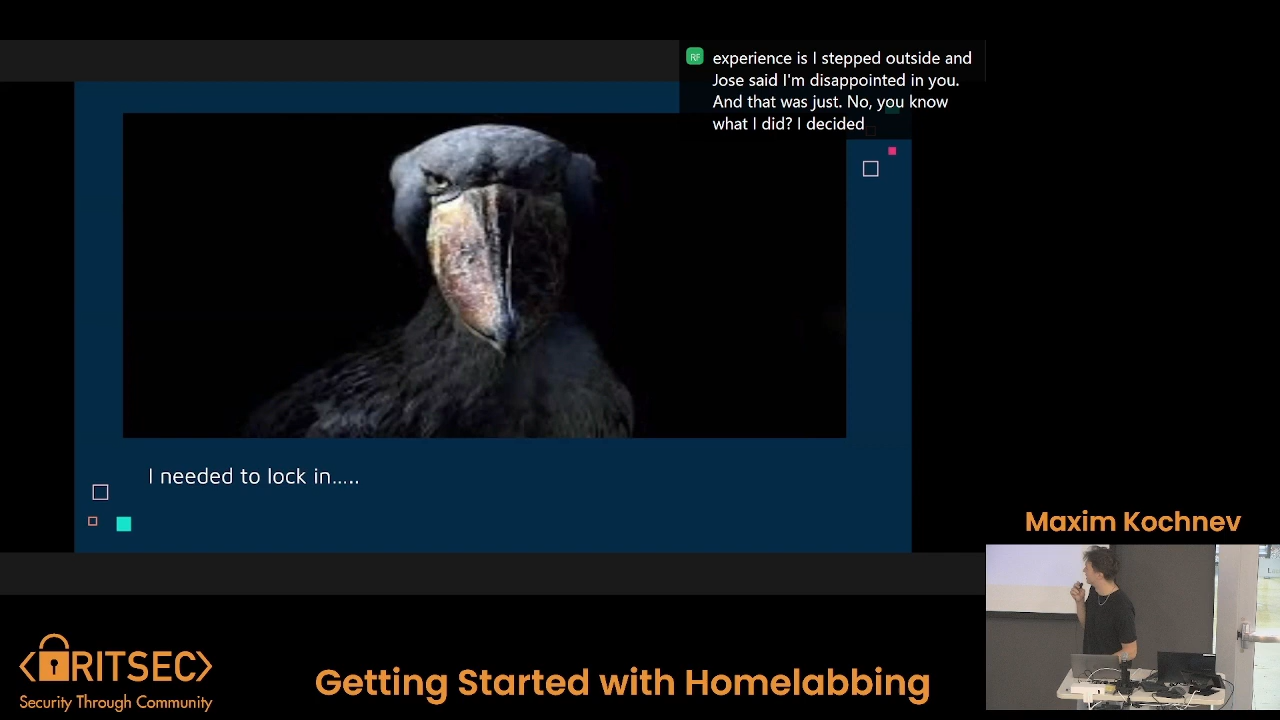 RF
experience is I stepped outside and
Jose said I'm disappointed in you.
And that was just. No, you know
what I did? I decided
I needed to lock in.....
Maxim Kochnev
RITSEC
Security Through Community
Getting Started with Homelabbing